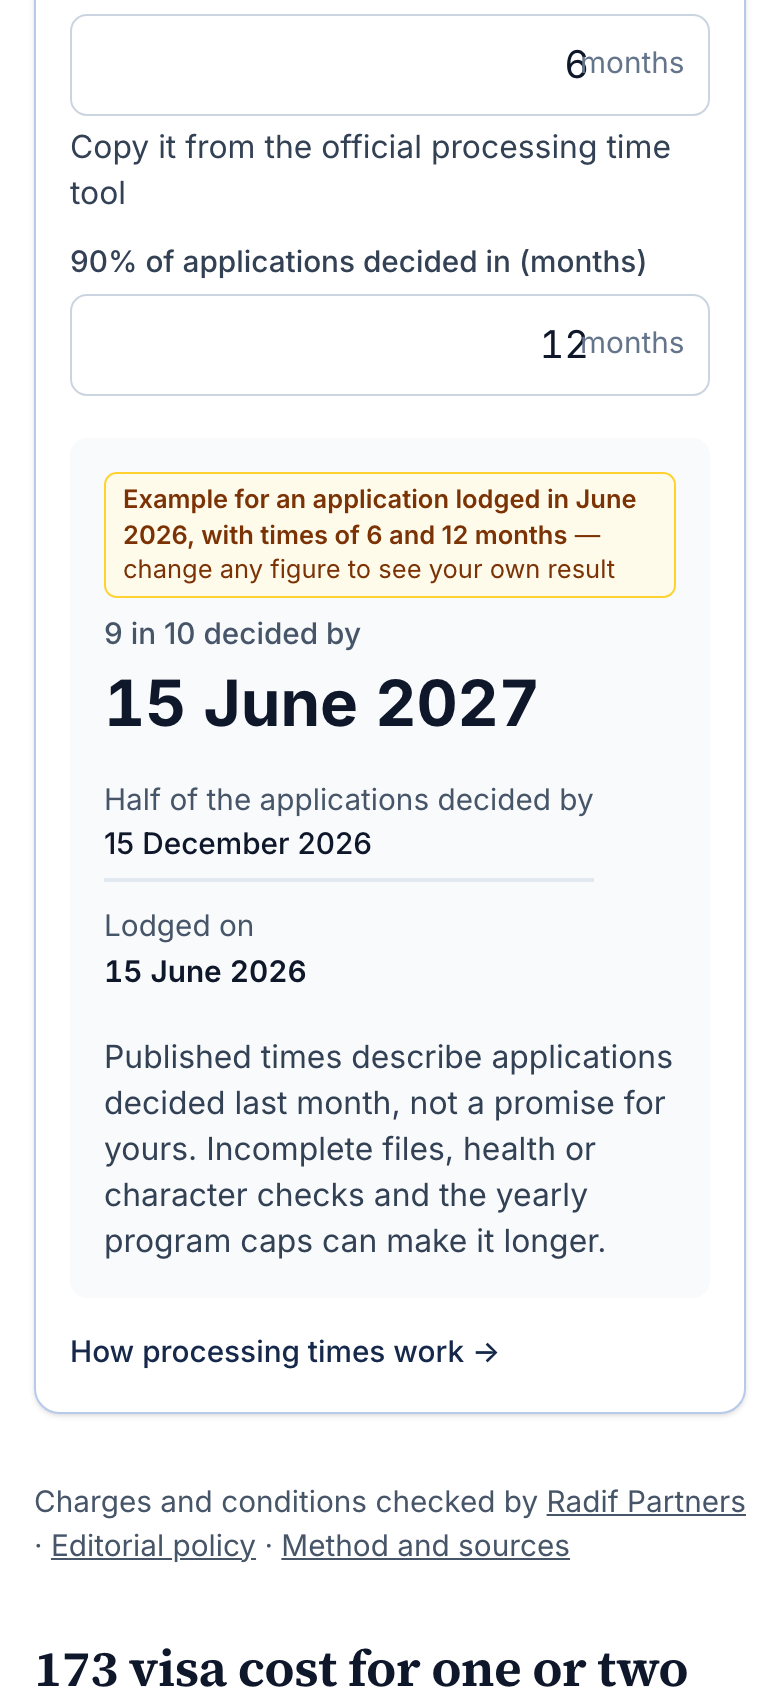 6 months
Copy it from the official processing time
tool
90% of applications decided in (months)
12 months
Example for an application lodged in June
2026, with times of 6 and 12 months —
change any figure to see your own result
9 in 10 decided by
15 June 2027
Half of the applications decided by
15 December 2026
Lodged on
15 June 2026
Published times describe applications
decided last month, not a promise for
yours. Incomplete files, health or
character checks and the yearly
program caps can make it longer.
How processing times work →
Charges and conditions checked by Radif Partners
· Editorial policy · Method and sources
173 visa cost for one or two